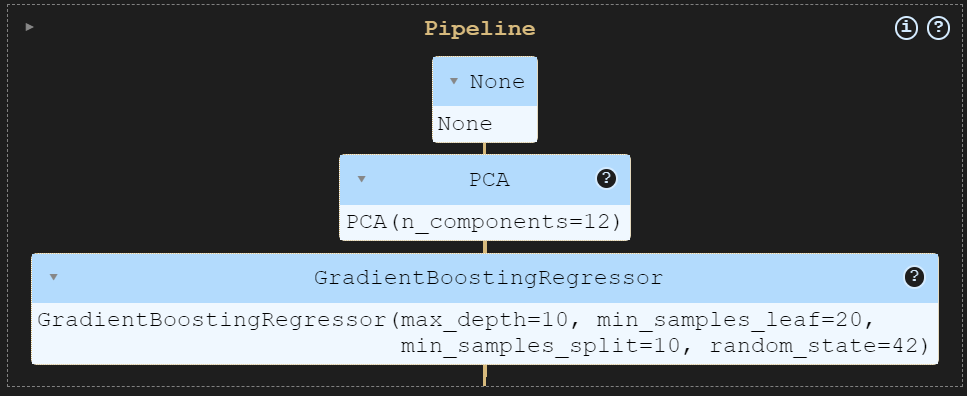 Pipeline
None
None
PCA
PCA(n_components=12)
GradientBoostingRegressor
GradientBoostingRegressor(max_depth=10, min_samples_leaf=20,
min_samples_split=10, random_state=42)